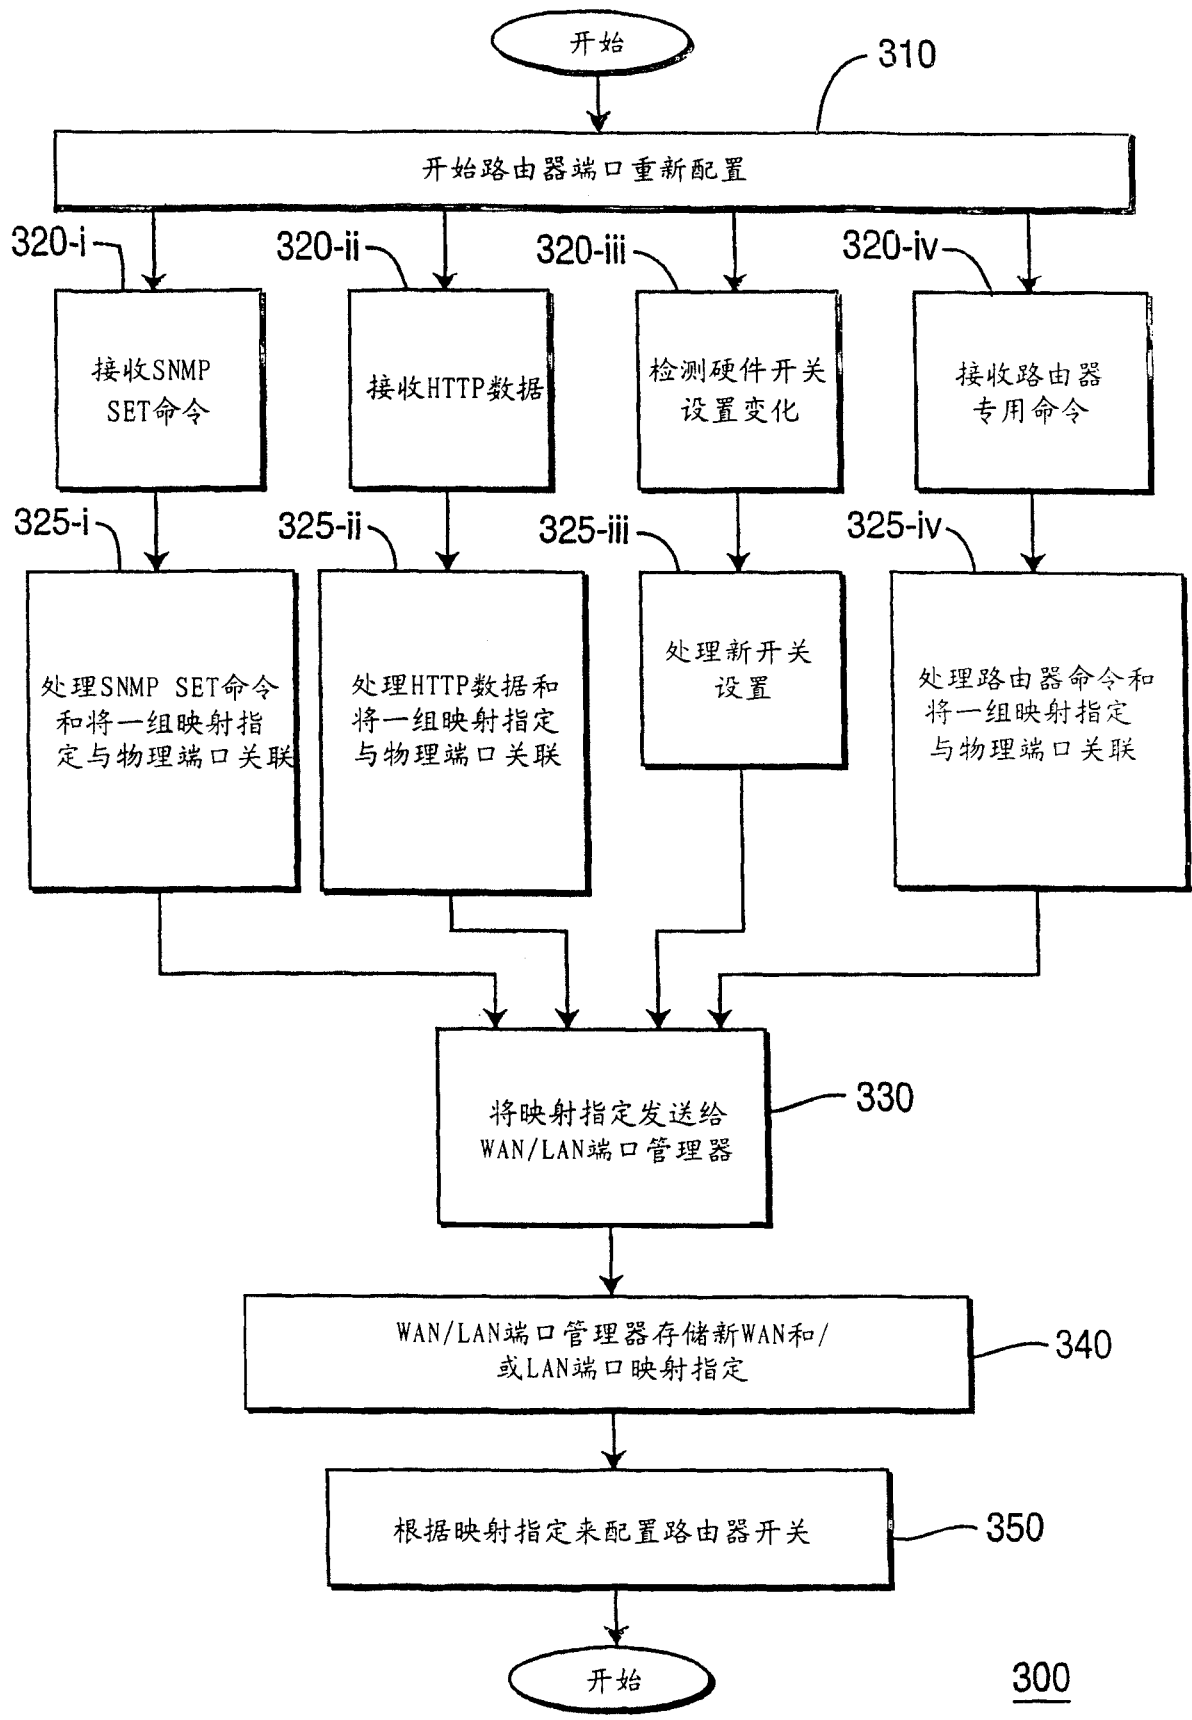 开始
310
开始路由器端口重新配置
320-i
320-ii
320-iii
320-iv
接收SNMP
SET命令
接收HTTP数据
检测硬件开关
设置变化
接收路由器
专用命令
325-i
325-ii
325-iii
325-iv
处理SNMP SET命令
和将一组映射指
定与物理端口关联
处理HTTP数据和
将一组映射指定
与物理端口关联
处理新开关
设置
处理路由器命令和
将一组映射指定
与物理端口关联
将映射指定发送给
WAN/LAN端口管理器
330
WAN/LAN端口管理器存储新WAN和/
或LAN端口映射指定
340
根据映射指定来配置路由器开关
350
开始
300